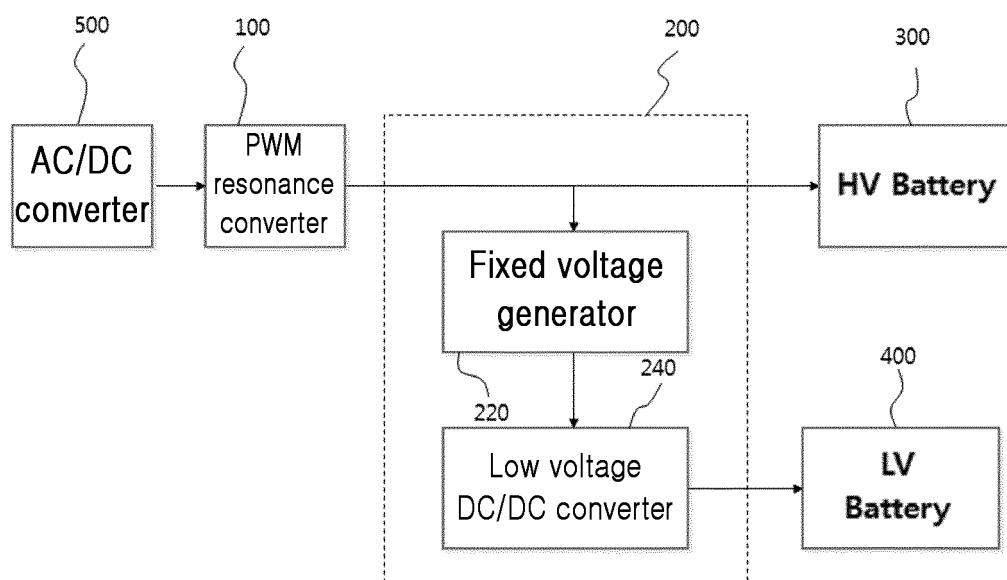 500
100
200
300
AC/DC
converter
PWM
resonance
converter
HV Battery
Fixed voltage
generator
220
240
400
Low voltage
DC/DC converter
LV
Battery